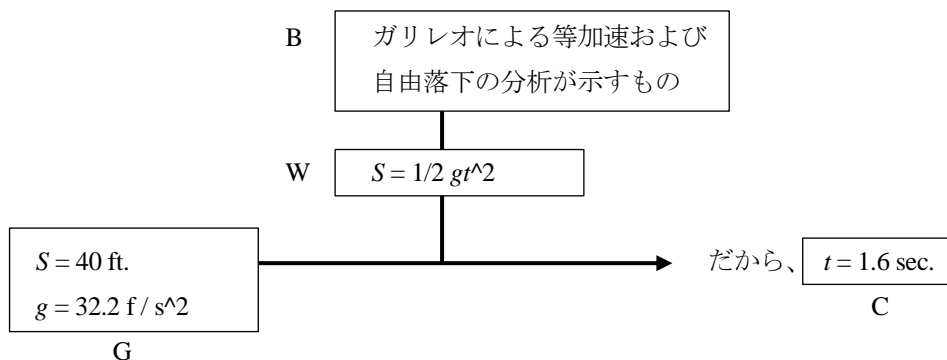 B
ガリレオによる等加速および
自由落下の分析が示すもの
W
S = 1/2 gt^2
S = 40 ft.
g = 32.2 f / s^2
G
だから、
t = 1.6 sec.
C